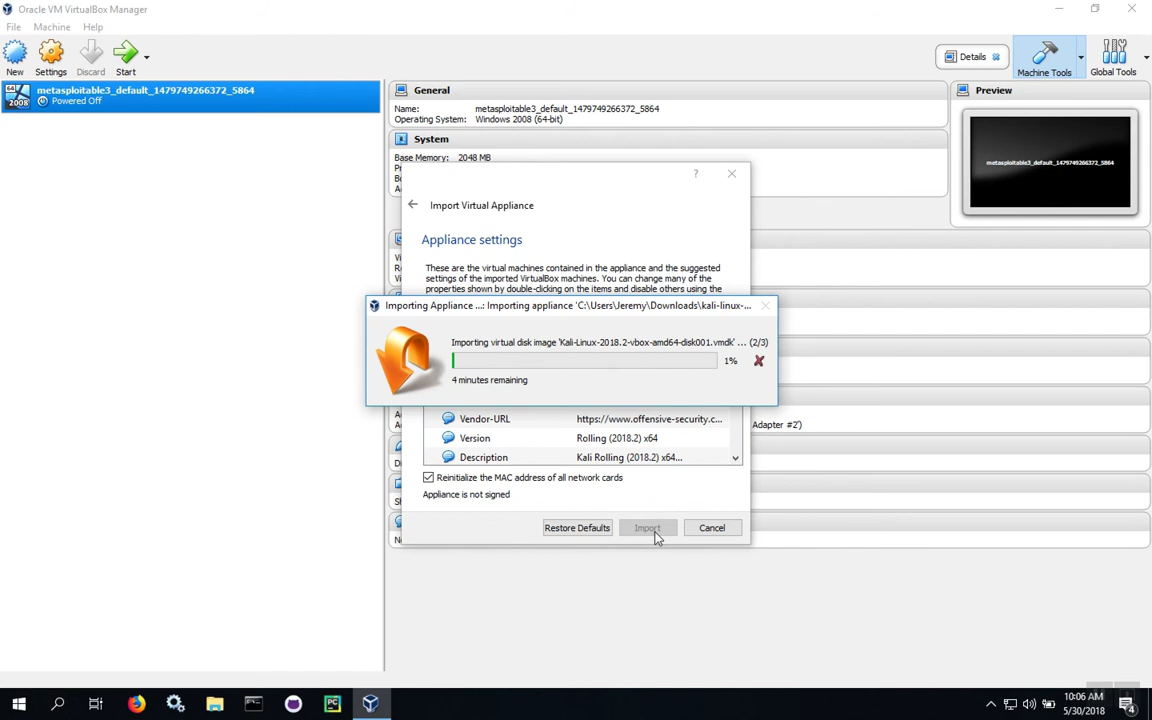 Oracle VM VirtualBox Manager
File Machine Help
New Settings Discard Start
Details
Machine Tools Global Tools
64
2008
metasploitable3_default_1479749266372_5864
Powered Off
General
Name: metasploitable3_default_1479749266372_5864
Operating System: Windows 2008 (64-bit)
Preview
metasploitable3_default_1479749266372_5864
System
Base Memory: 2048 MB
Import Virtual Appliance
Appliance settings
These are the virtual machines contained in the appliance and the suggested
settings of the imported VirtualBox machines. You can change many of the
properties shown by double-clicking on the items and disable others using the
Importing Appliance ...: Importing appliance 'C:\Users\Jeremy\Downloads\kali-linux-...
Importing virtual disk image 'Kali-Linux-2018.2-vbox-amd64-disk001.vmdk' ... (2/3)
1%
4 minutes remaining
Vendor-URL https://www.offensive-security.c...
Adapter #2')
Version Rolling (2018.2) x64
Description Kali Rolling (2018.2) x64...
Reinitialize the MAC address of all network cards
Appliance is not signed
Restore Defaults Import Cancel
10:06 AM
5/30/2018
4